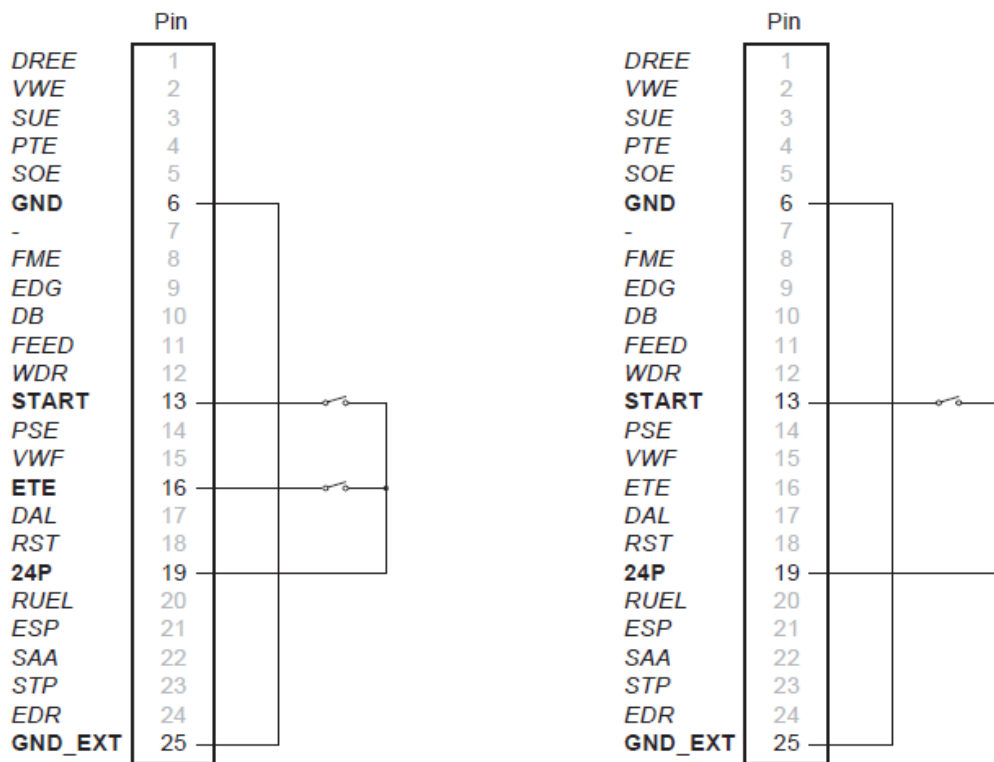 Pin
DREE 1
VWE 2
SUE 3
PTE 4
SOE 5
GND 6
- 7
FME 8
EDG 9
DB 10
FEED 11
WDR 12
START 13
PSE 14
VWF 15
ETE 16
DAL 17
RST 18
24P 19
RUEL 20
ESP 21
SAA 22
STP 23
EDR 24
GND_EXT 25
Pin
DREE 1
VWE 2
SUE 3
PTE 4
SOE 5
GND 6
- 7
FME 8
EDG 9
DB 10
FEED 11
WDR 12
START 13
PSE 14
VWF 15
ETE 16
DAL 17
RST 18
24P 19
RUEL 20
ESP 21
SAA 22
STP 23
EDR 24
GND_EXT 25